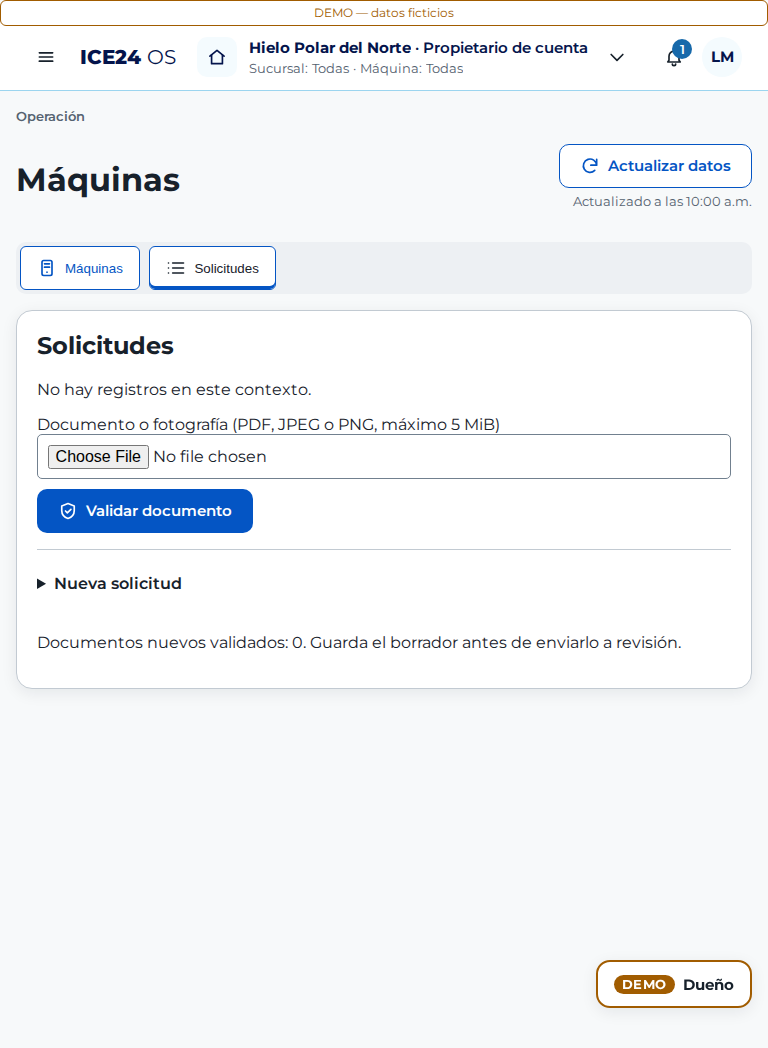 DEMO — datos ficticios
ICE24 OS
Hielo Polar del Norte · Propietario de cuenta
Sucursal: Todas · Máquina: Todas
1
LM
Operación
Máquinas
Actualizar datos
Actualizado a las 10:00 a.m.
Máquinas
Solicitudes
Solicitudes
No hay registros en este contexto.
Documento o fotografía (PDF, JPEG o PNG, máximo 5 MiB)
Choose File No file chosen
Validar documento
Nueva solicitud
Documentos nuevos validados: 0. Guarda el borrador antes de enviarlo a revisión.
DEMO Dueño